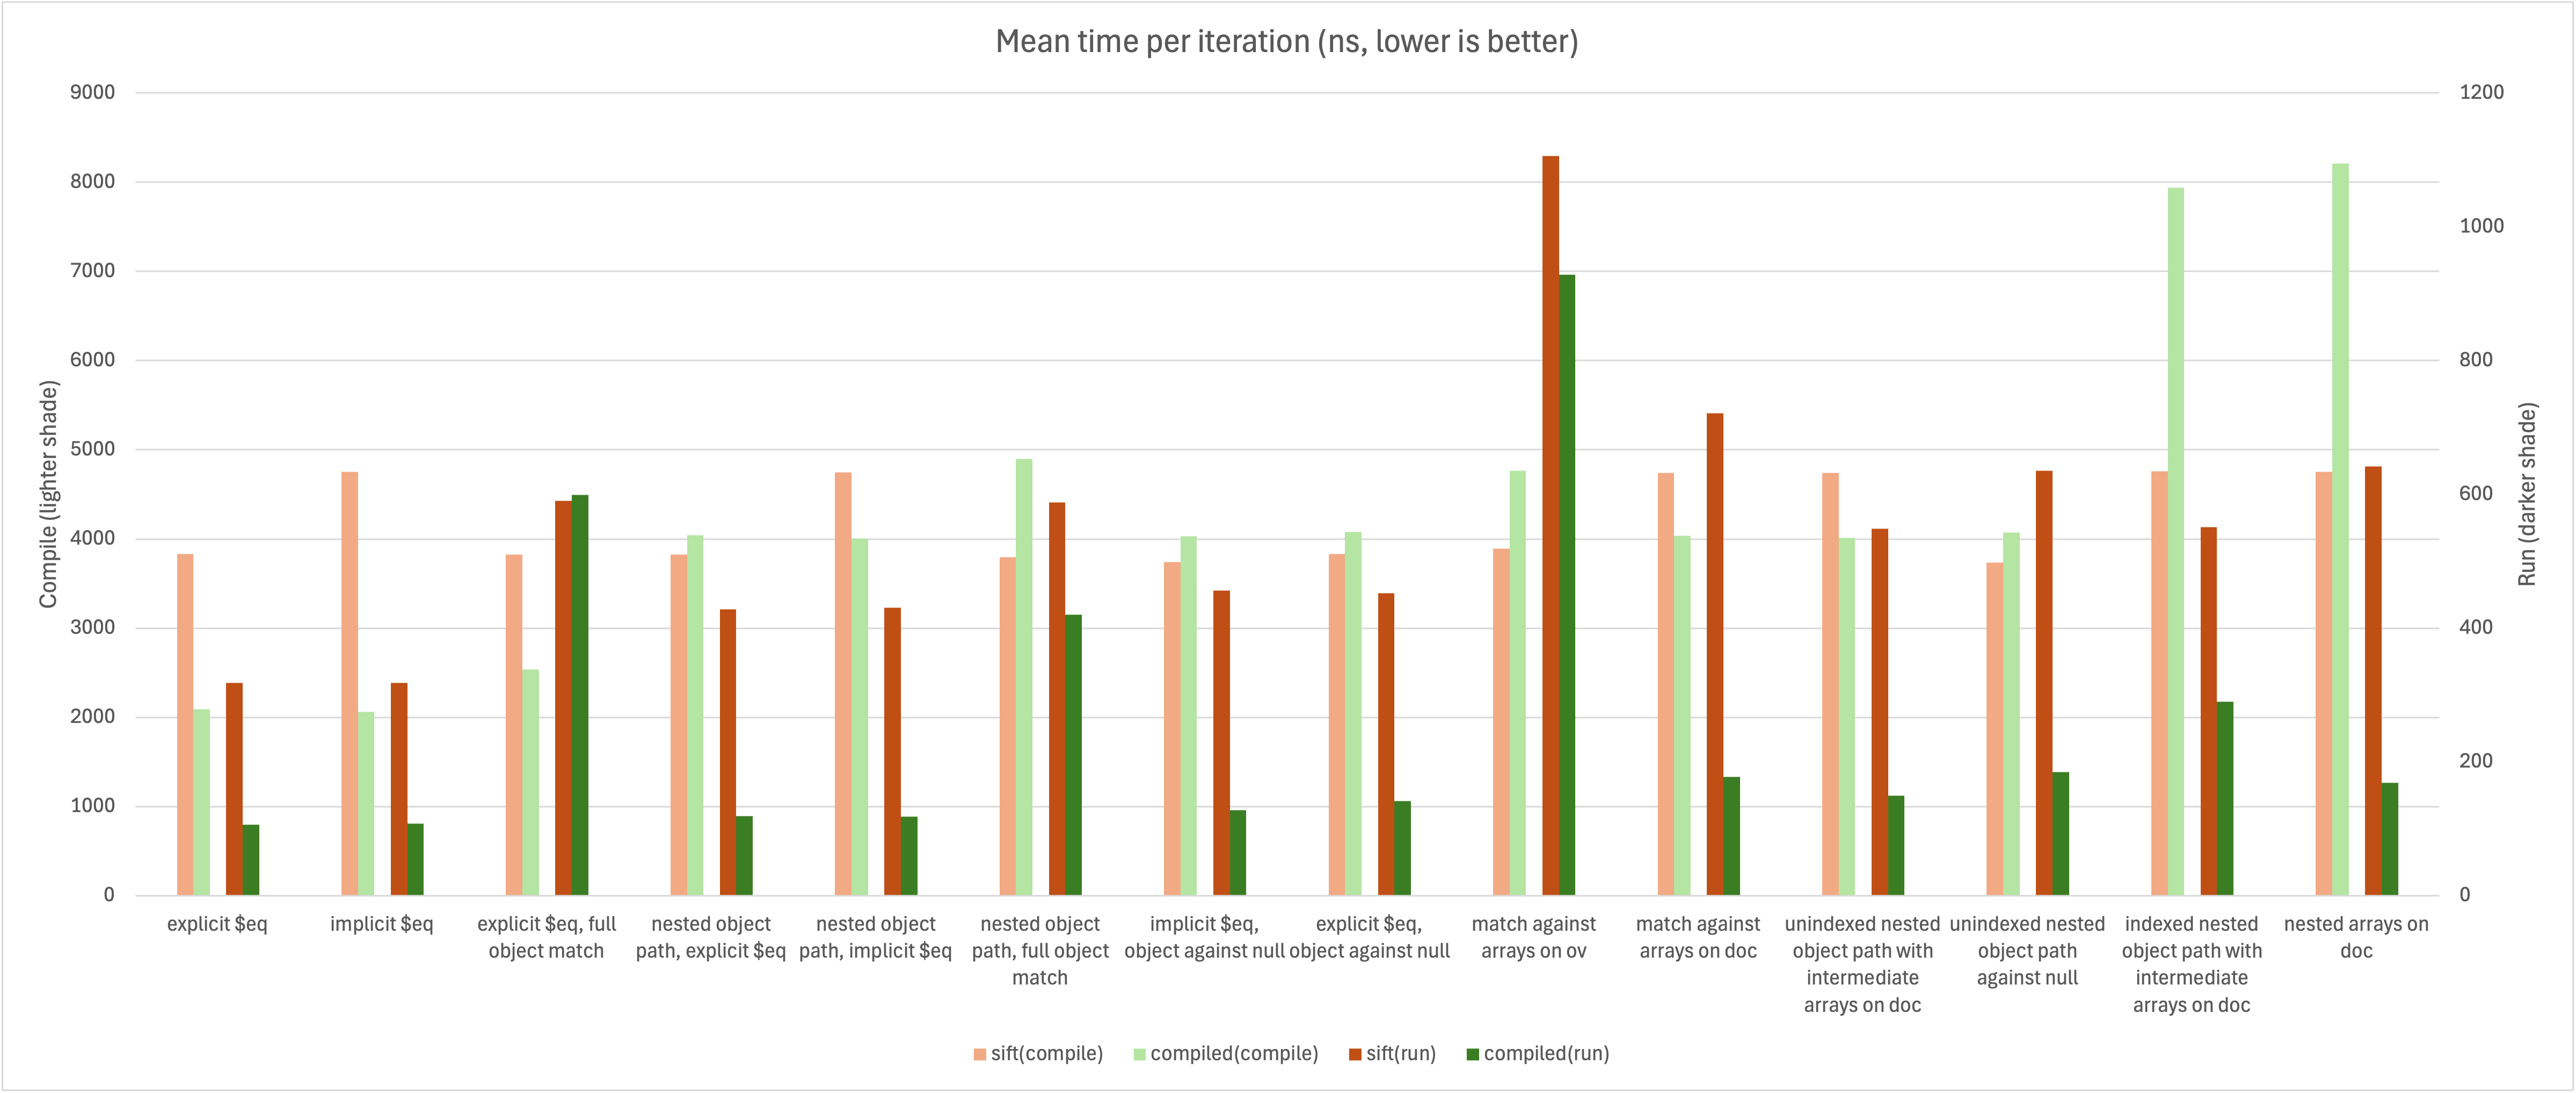 Mean time per iteration (ns, lower is better)
9000
8000
7000
6000
5000
4000
3000
2000
1000
0
Compile (lighter shade)
1200
1000
800
600
400
200
0
Run (darker shade)
explicit $eq
implicit $eq
explicit $eq, full
object match
nested object
path, explicit $eq
nested object
path, implicit $eq
nested object
path, full object
match
implicit $eq,
object against null
explicit $eq,
object against null
match against
arrays on ov
match against
arrays on doc
unindexed nested
object path with
intermediate
arrays on doc
unindexed nested
object path
against null
indexed nested
object path with
intermediate
arrays on doc
nested arrays on
doc
sift(compile)
compiled(compile)
sift(run)
compiled(run)